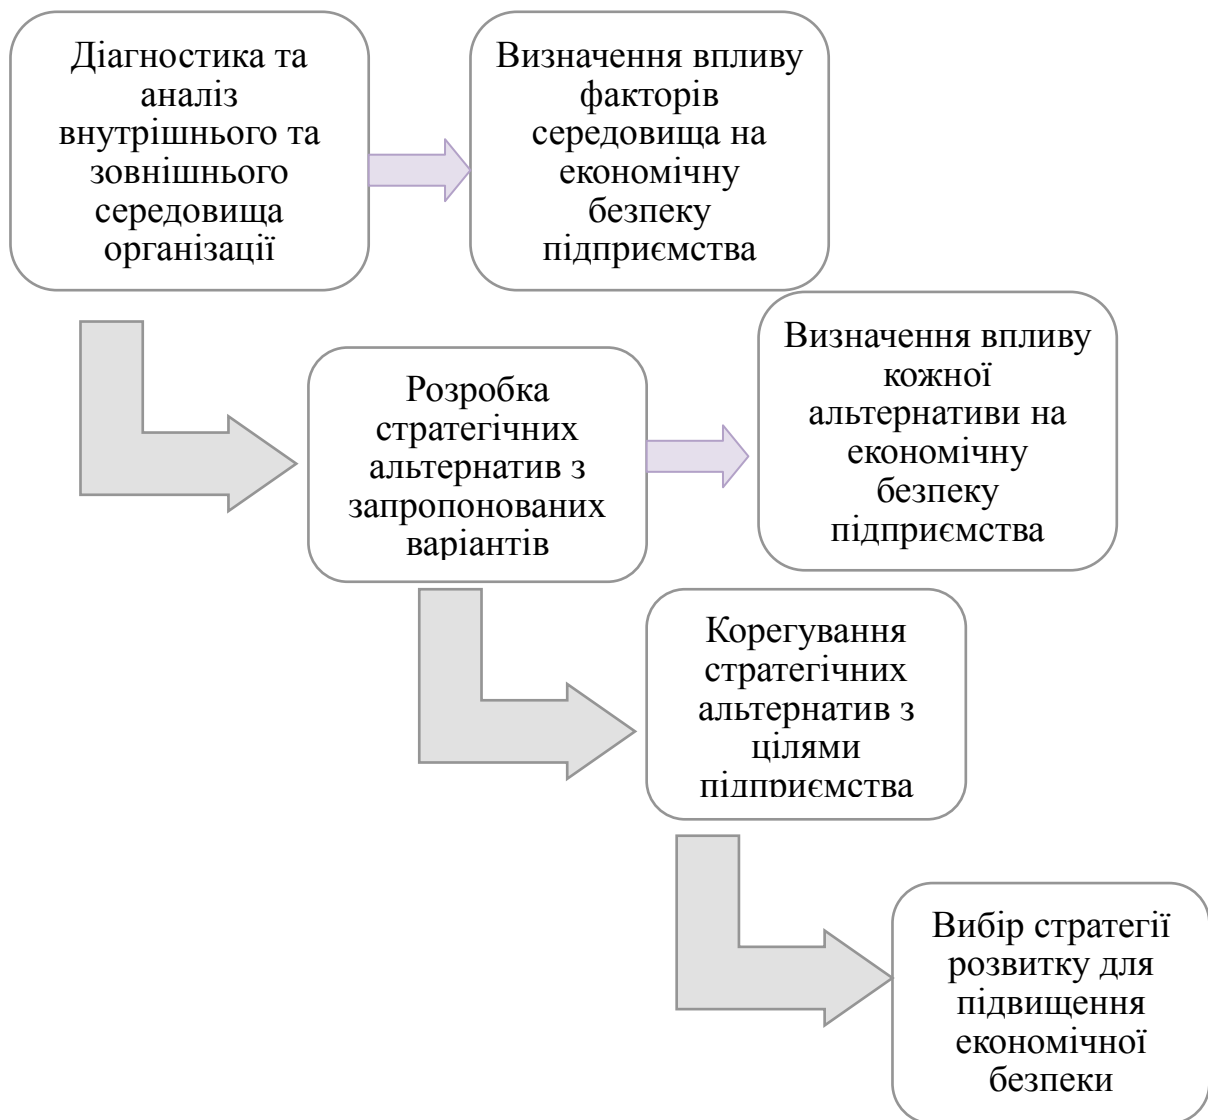 Діагностика та
аналіз
внутрішнього та
зовнішнього
середовища
організації
Визначення впливу
факторів
середовища на
економічну
безпеку
підприємства
Розробка
стратегічних
альтернатив з
запропонованих
варіантів
Визначення впливу
кожної
альтернативи на
економічну
безпеку
підприємства
Корегування
стратегічних
альтернатив з
цілями
підприємства
Вибір стратегії
розвитку для
підвищення
економічної
безпеки